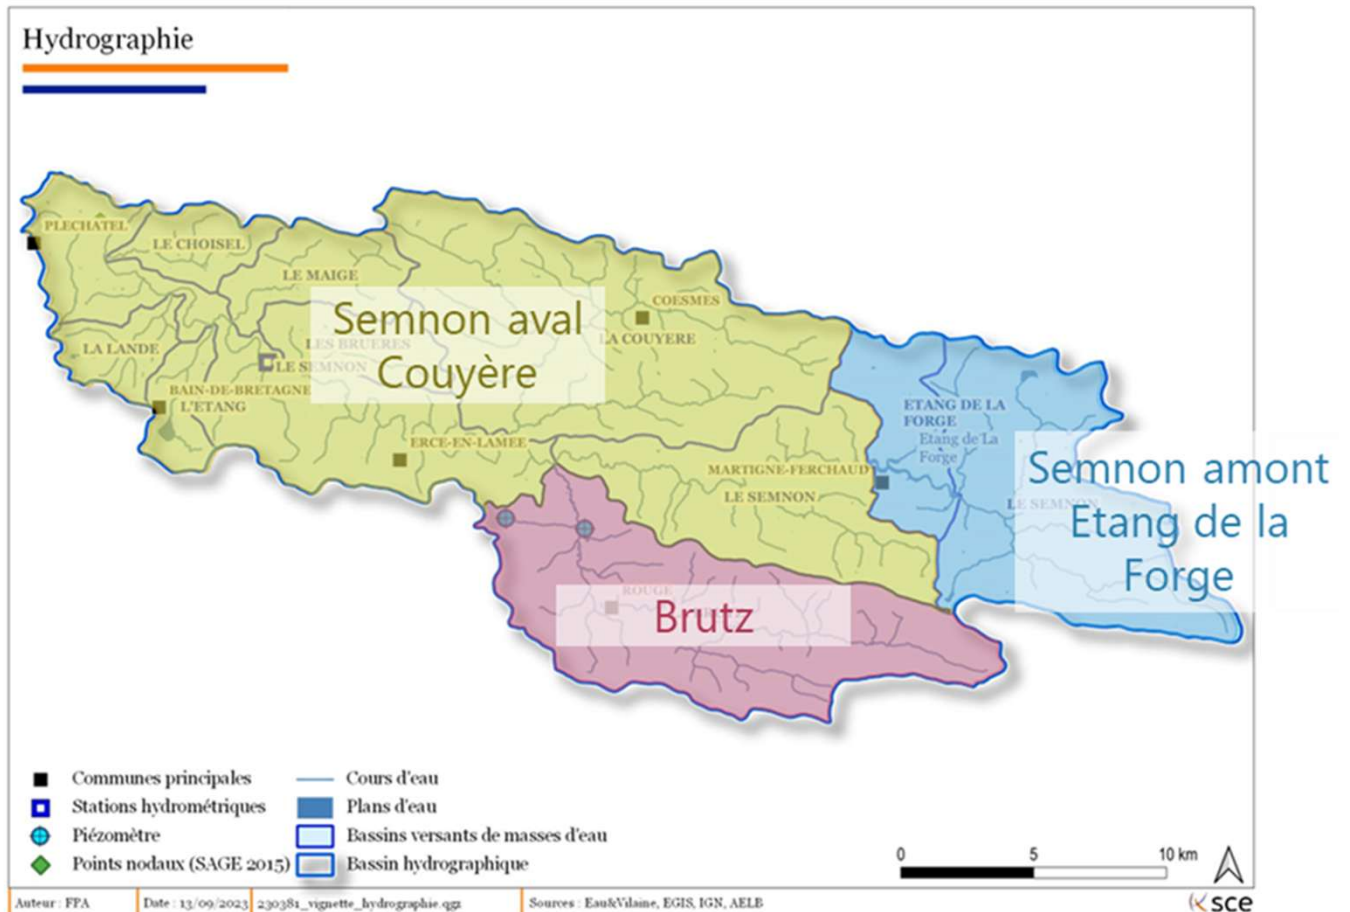 Hydrographie
PLECHATEL
LE CHOISEL
LE MAIGE
COESMES
Semnon aval
Couyère
LES BRUERES
LA COUYERE
LA LANDE
LE SEMNON
BAIN-DE-BRETAGNE
L'ETANG
ERCE-EN-LAMEE
ETANG DE LA
FORGE
Etang de La
Forge
MARTIGNE-FERCHAUD
LE SEMNON
Semnon amont
Etang de la
Forge
LE SEMNON
ROUGE
Brutz
Communes principales
Stations hydrométriques
Piézomètre
Points nodaux (SAGE 2015)
Cours d'eau
Plans d'eau
Bassins versants de masses d'eau
Bassin hydrographique
0 5 10 km
Auteur : FPA Date : 13/09/2023 230381_vignette_hydrographie.qgz Sources : Eau&Vilaine, EGIS, IGN, AELB
sce